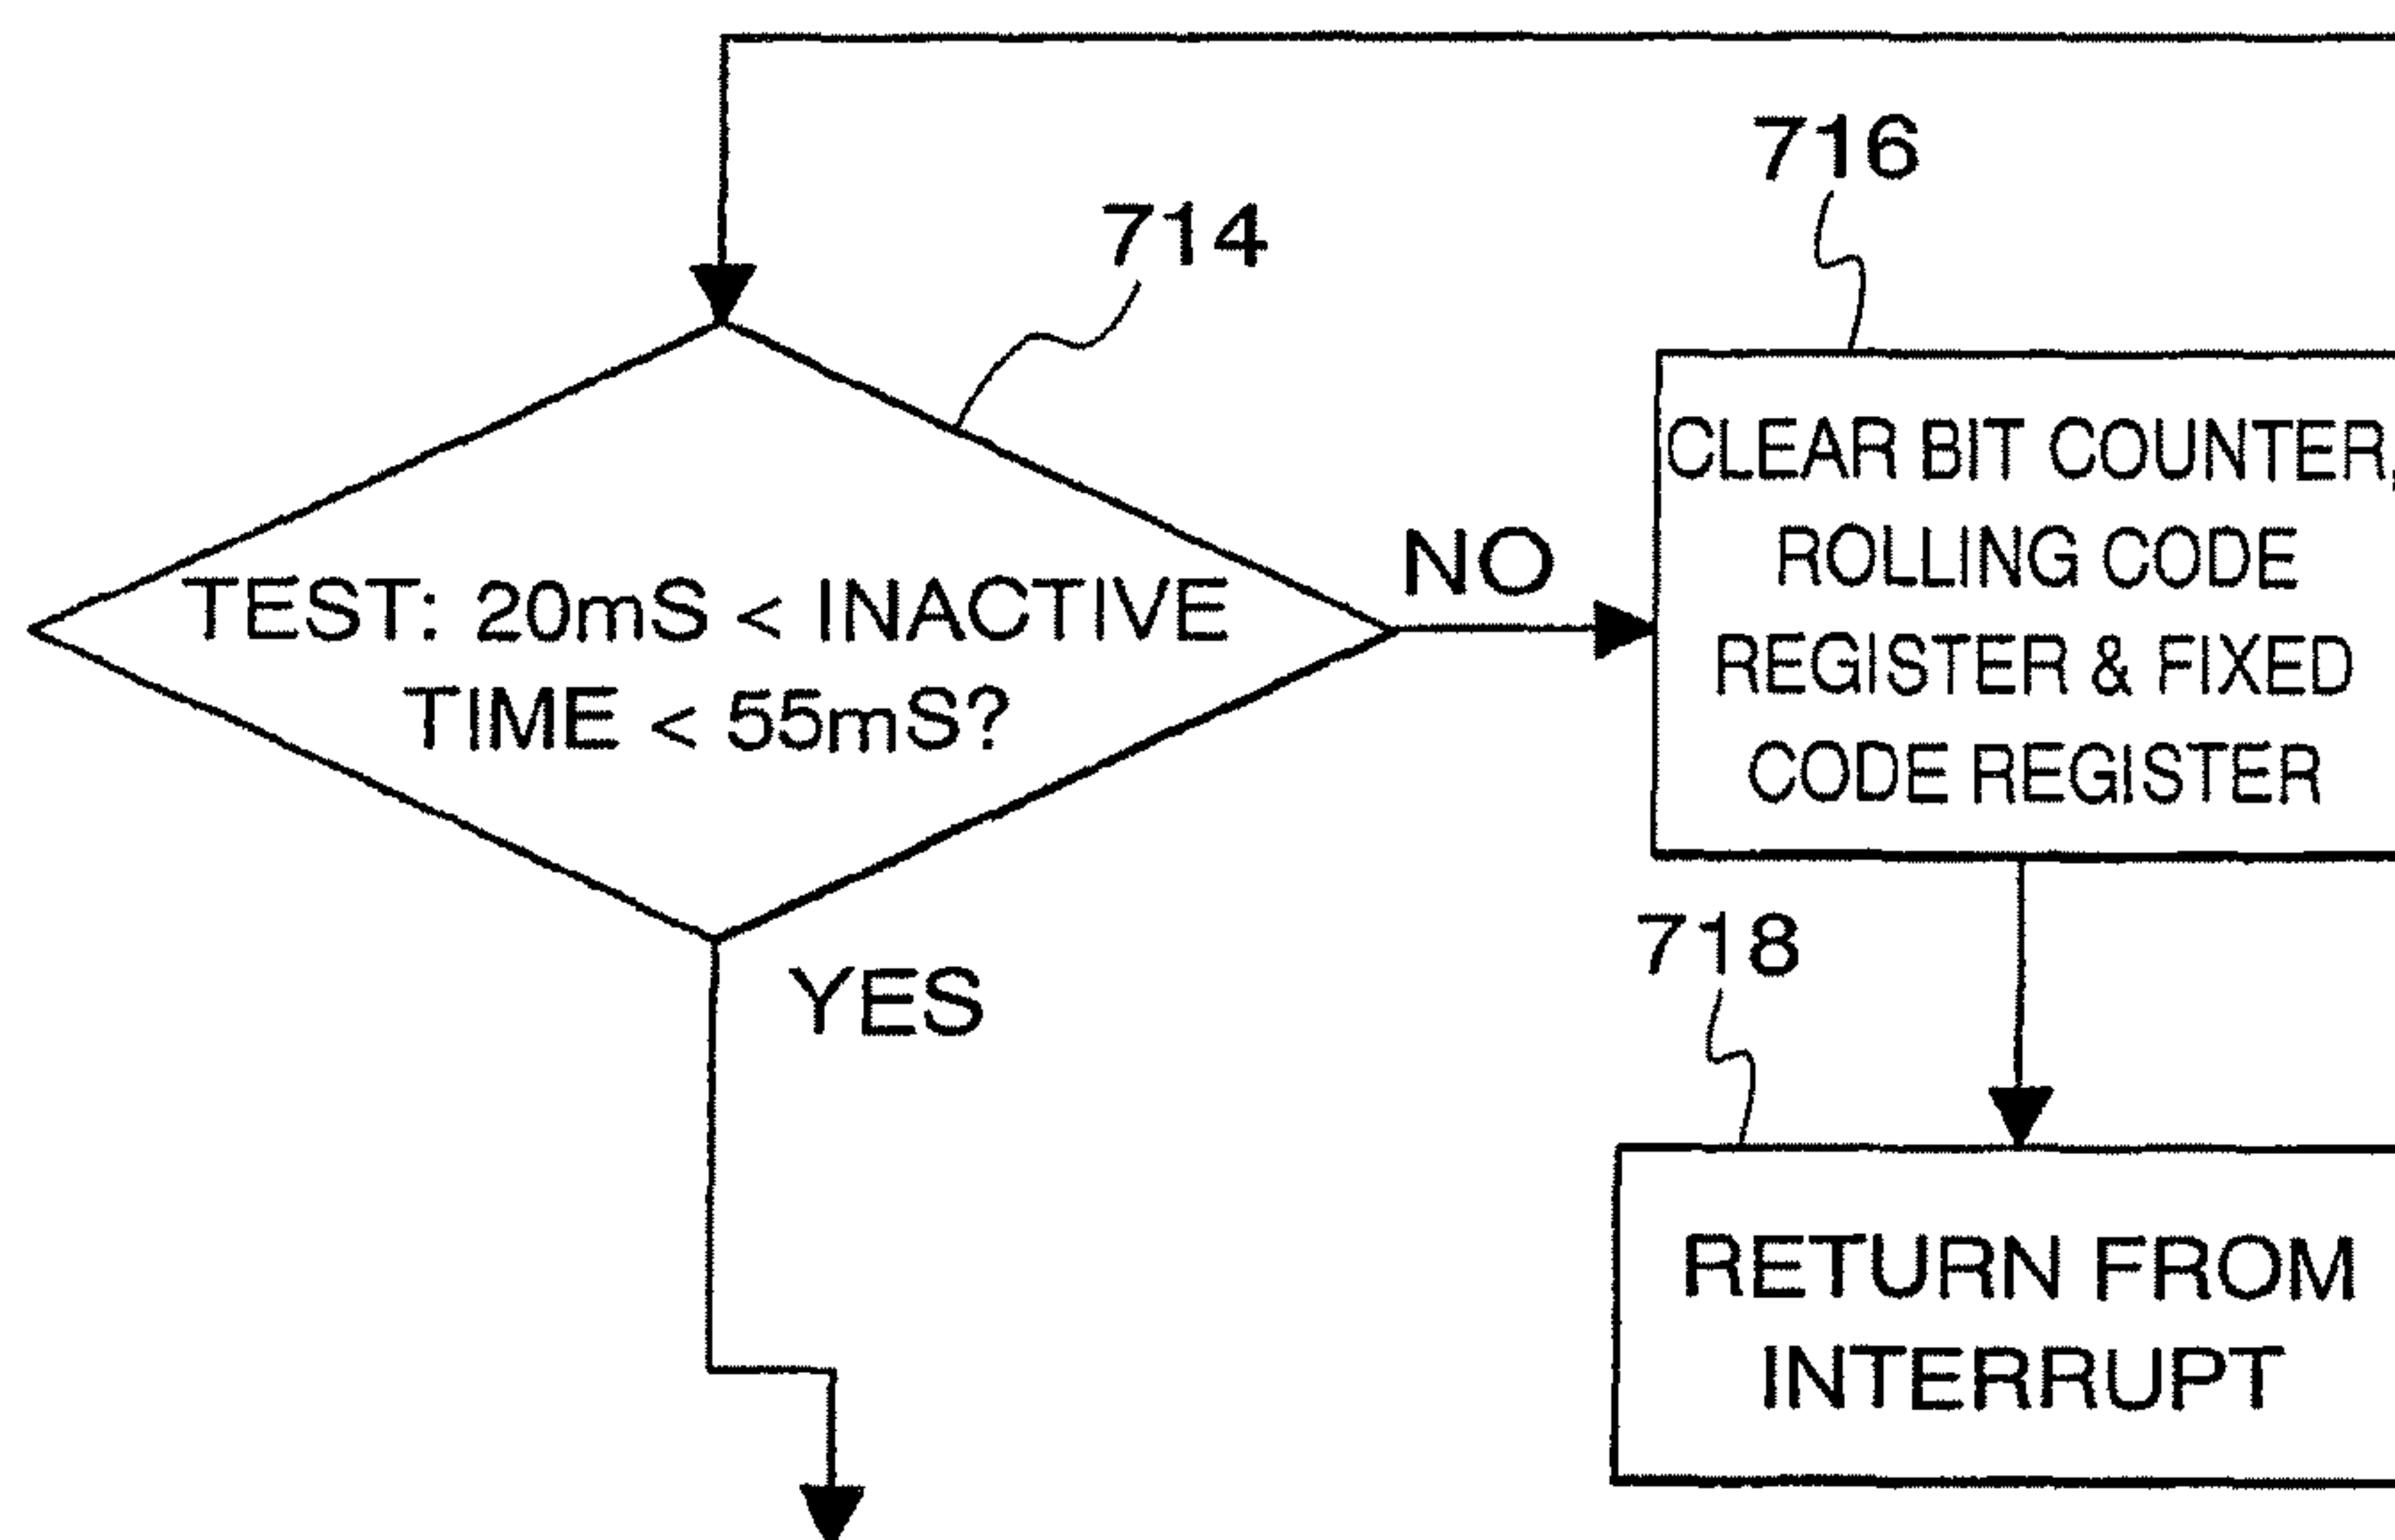 716
714
CLEAR BIT COUNTER,
ROLLING CODE
NO
TEST: 20mS < INACTIVE
REGISTER & FIXED
TIME < 55mS?
CODE REGISTER
718
YES
RETURN FROM
INTERRUPT